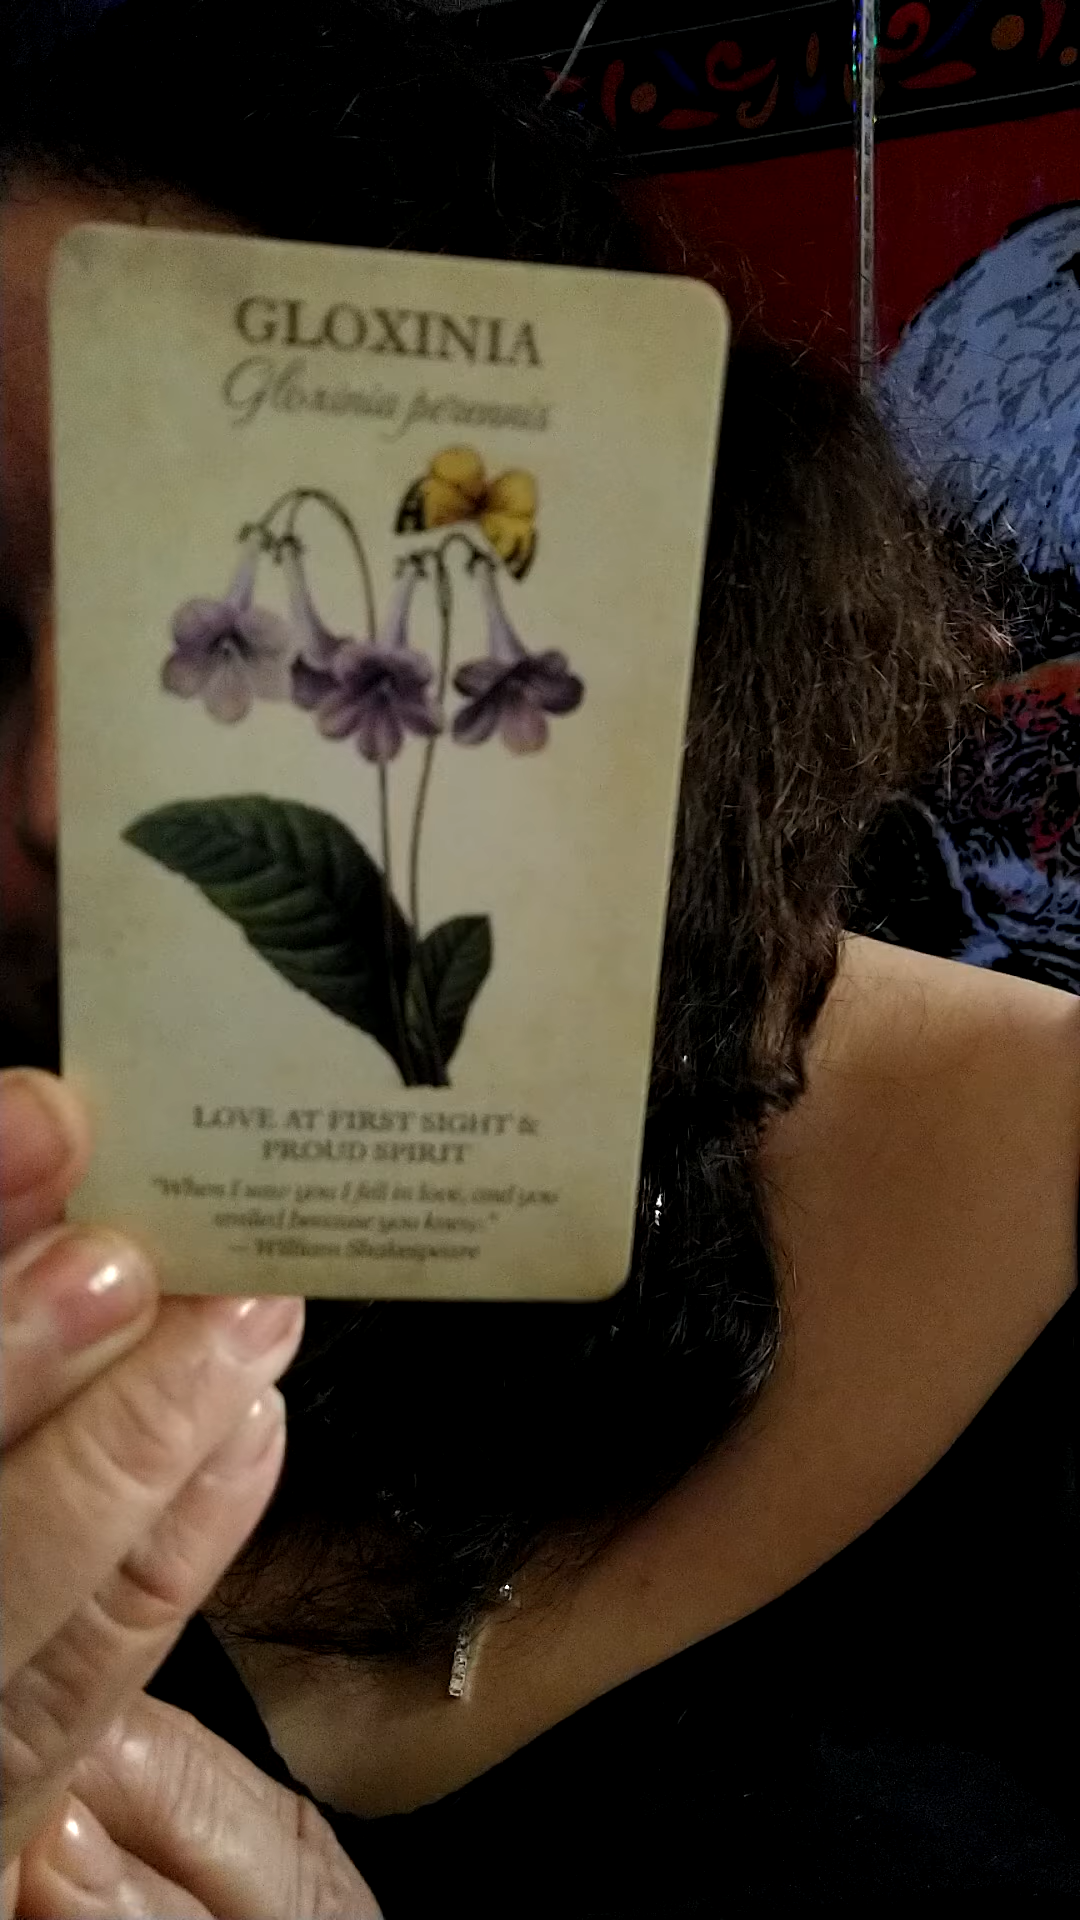 GLOXINIA
Gloxinia perennis
LOVE AT FIRST SIGHT &
PROUD SPIRIT
"When I saw you I fell in love, and you
smiled because you knew."
— William Shakespeare